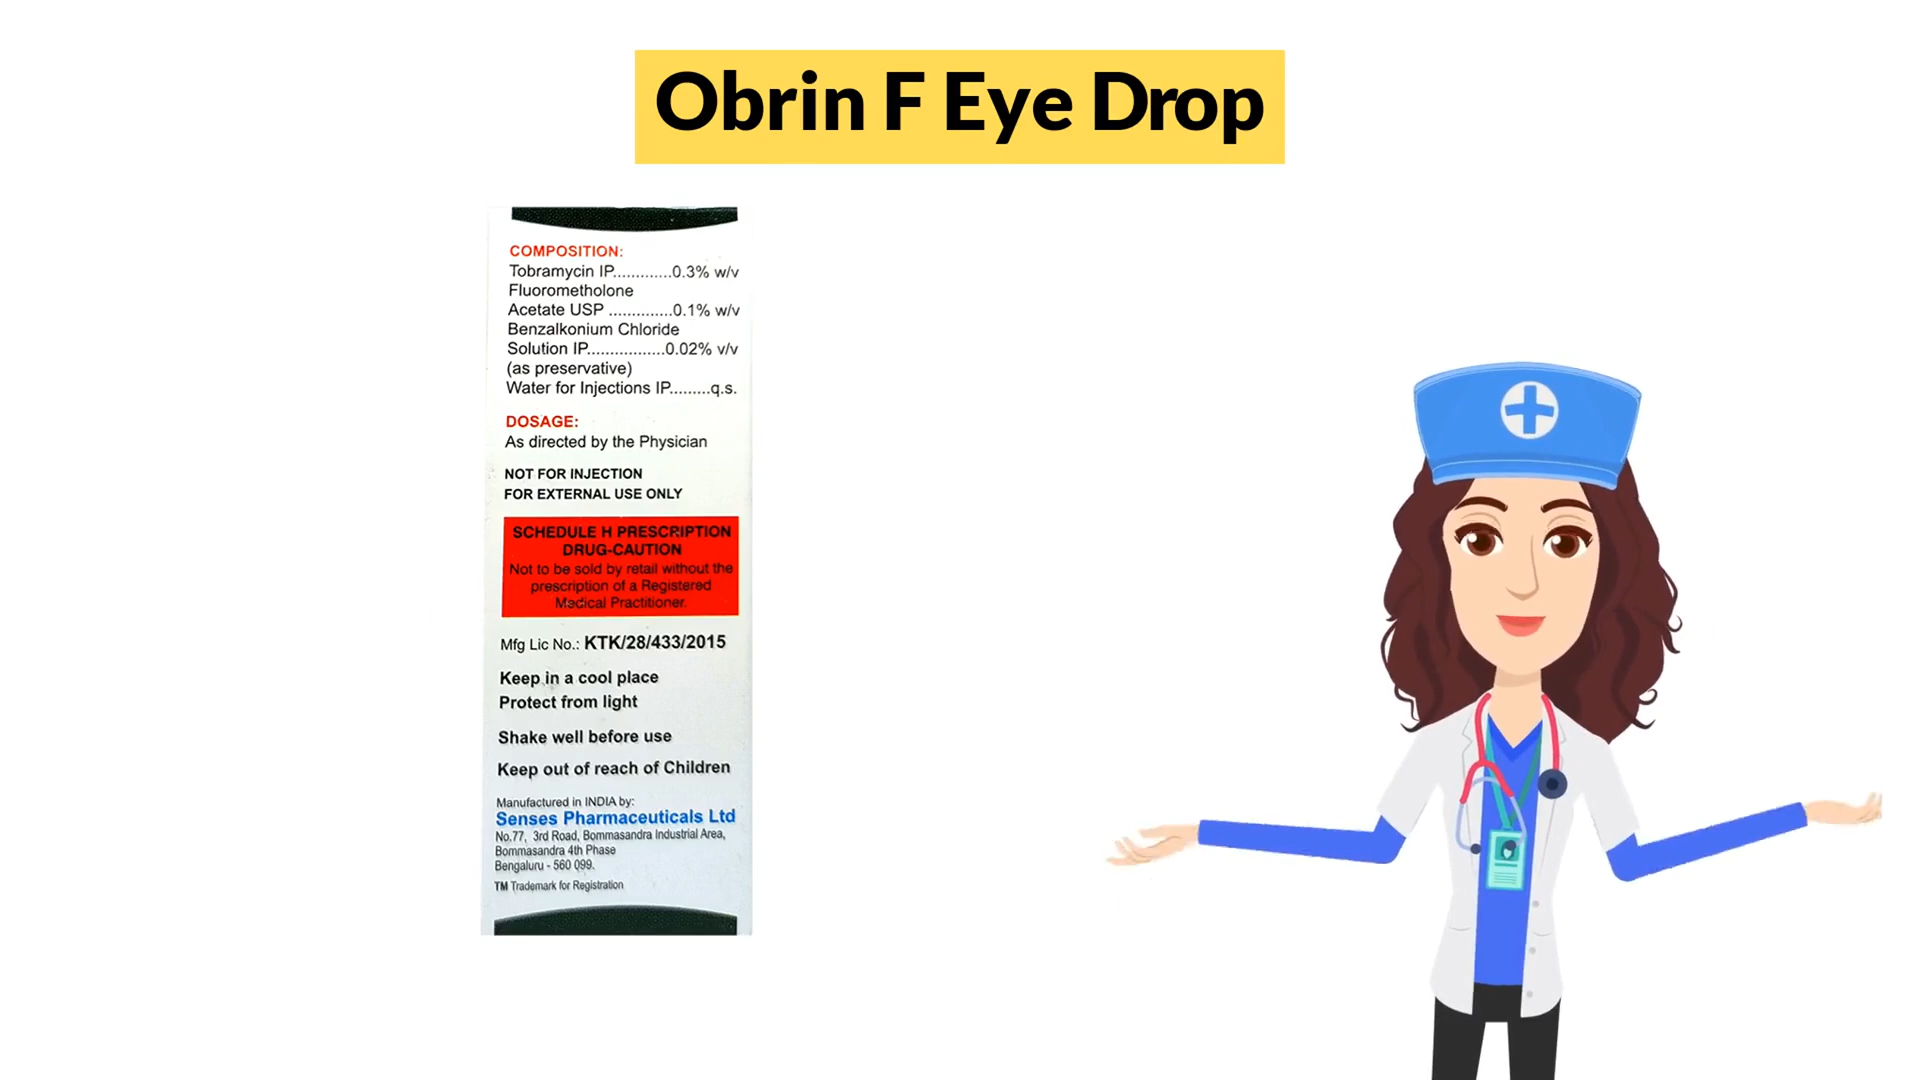 Obrin F Eye Drop
COMPOSITION:
Tobramycin IP............0.3% w/v
Fluorometholone
Acetate USP ..............0.1% w/v
Benzalkonium Chloride
Solution IP.................0.02% v/v
(as preservative)
Water for Injections IP.........q.s.
DOSAGE:
As directed by the Physician
NOT FOR INJECTION
FOR EXTERNAL USE ONLY
SCHEDULE H PRESCRIPTION
DRUG-CAUTION
Not to be sold by retail without the
prescription of a Registered
Medical Practitioner.
Mfg Lic No.: KTK/28/433/2015
Keep in a cool place
Protect from light
Shake well before use
Keep out of reach of Children
Manufactured in INDIA by:
Senses Pharmaceuticals Ltd
No.77, 3rd Road, Bommasandra Industrial Area,
Bommasandra 4th Phase
Bengaluru - 560 099.
TM Trademark for Registration